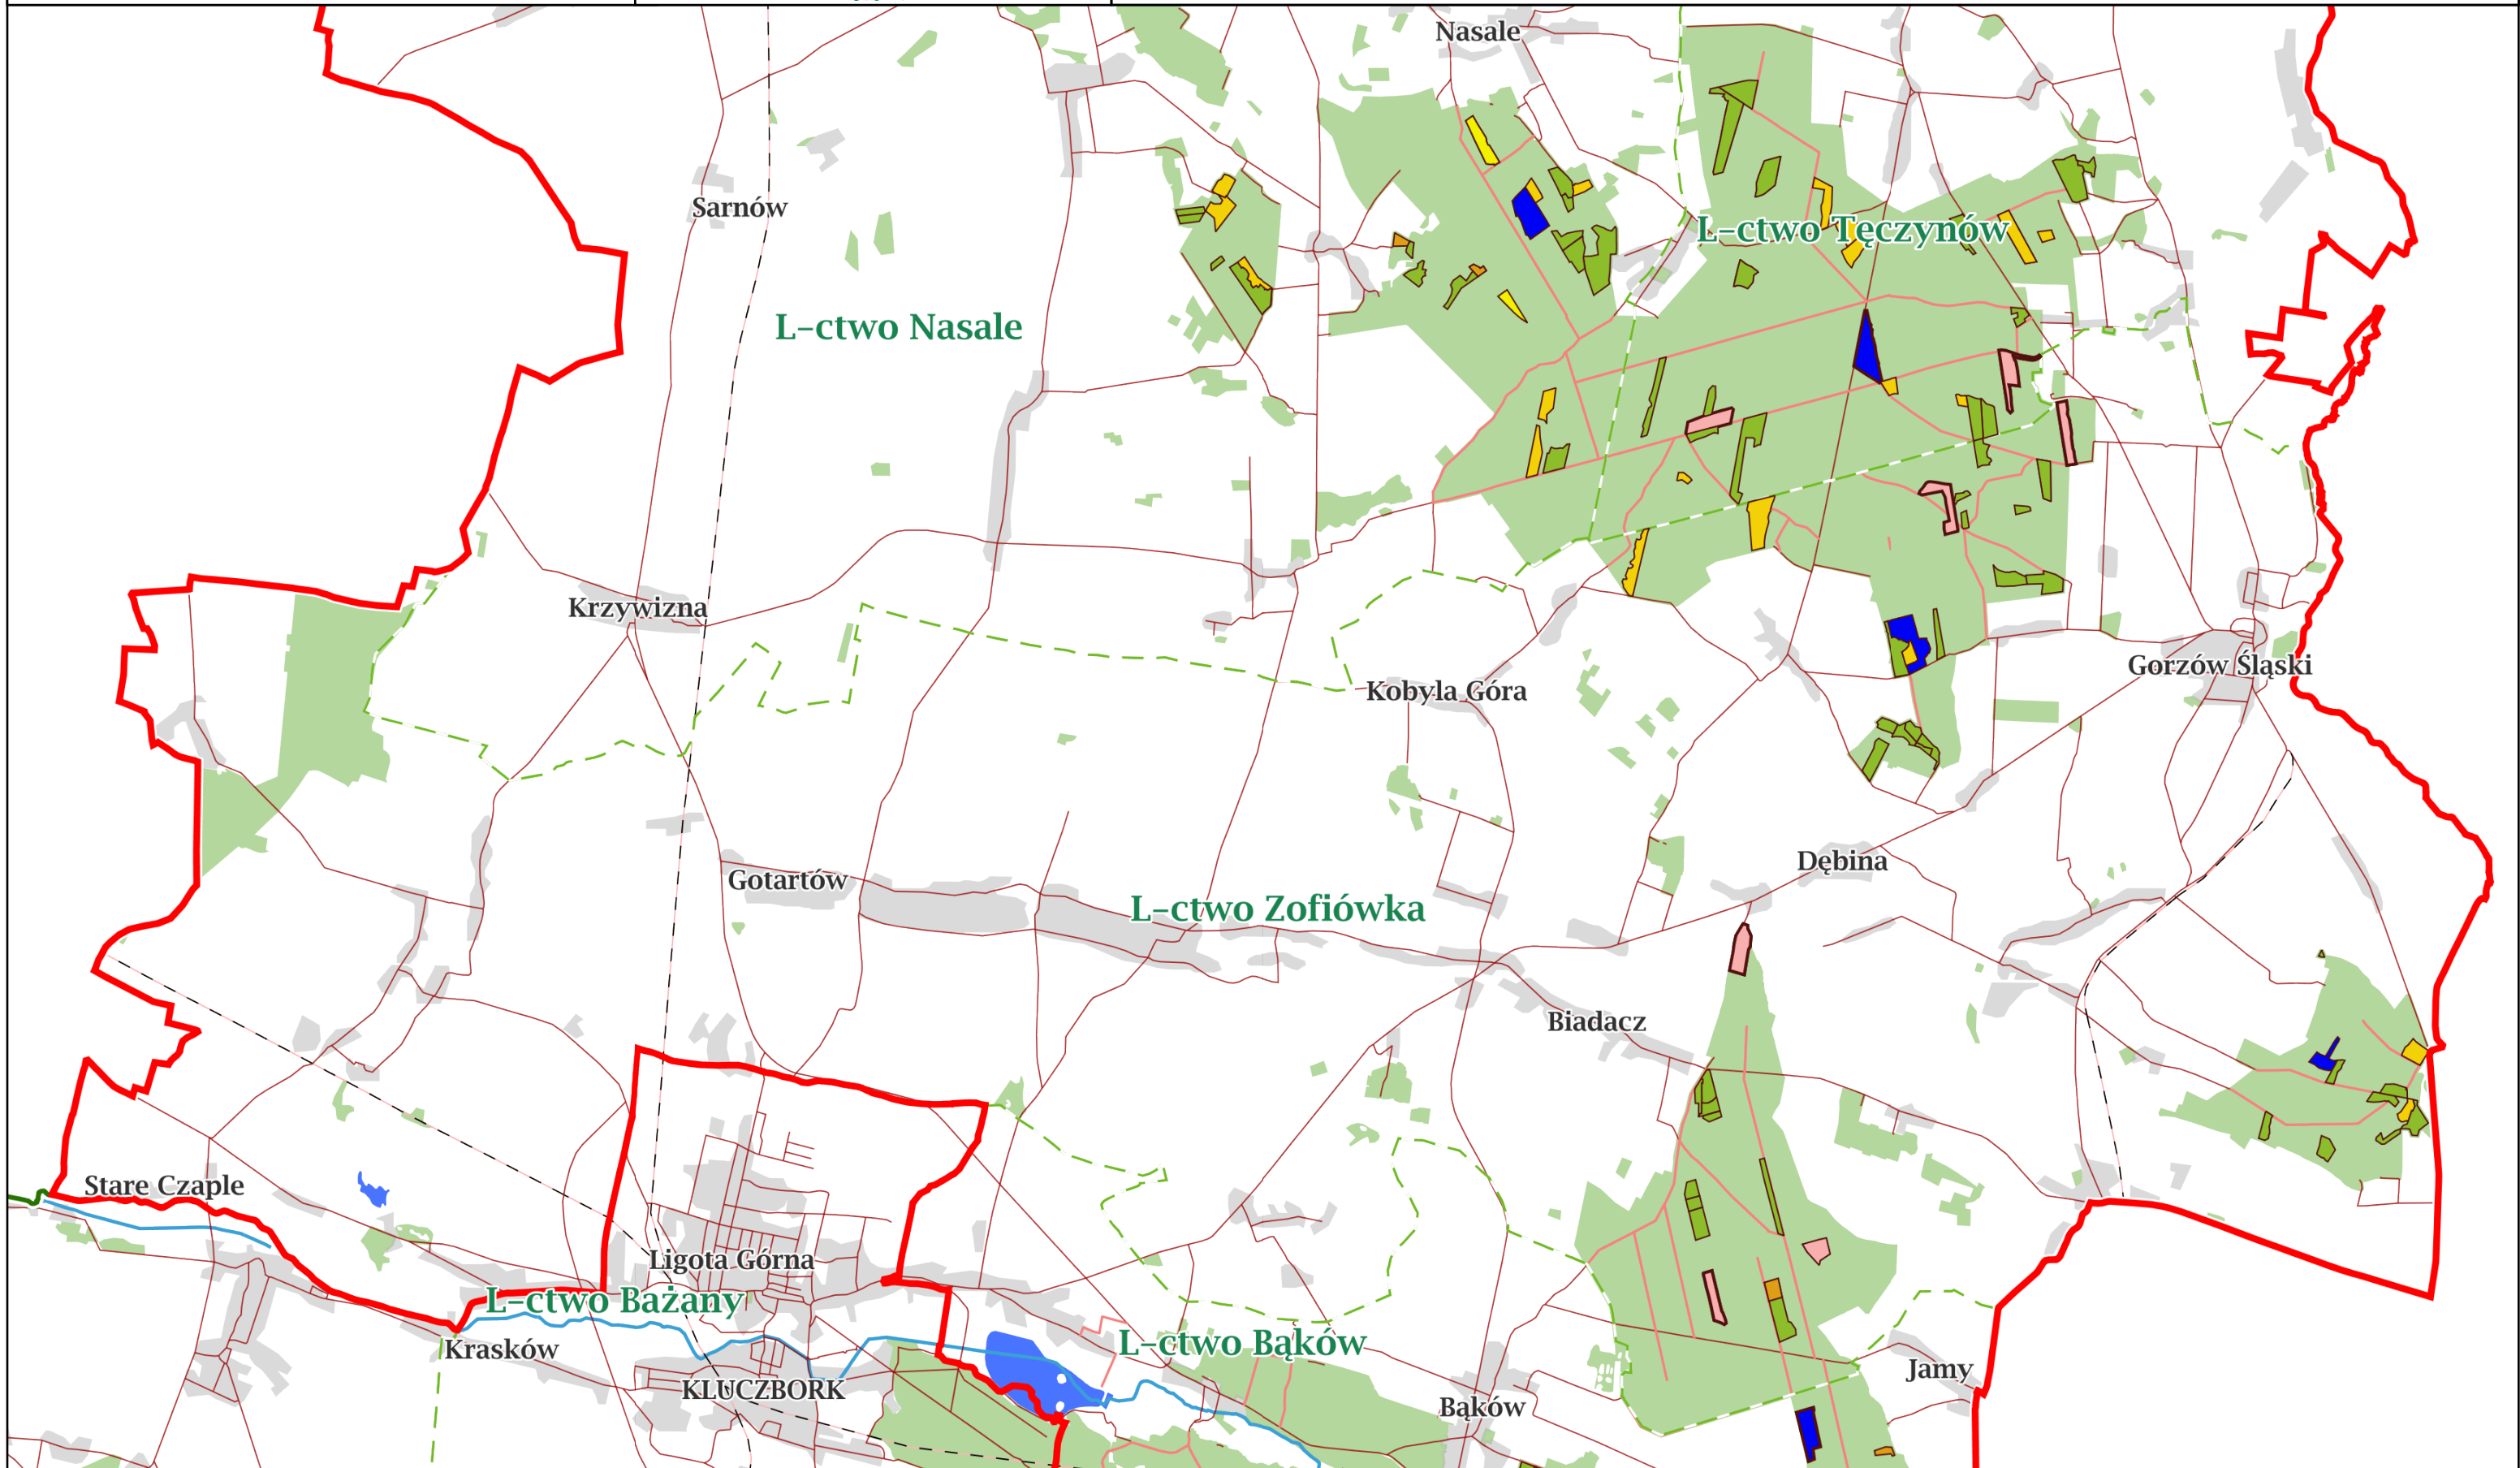 Nasale
Sarnów
L-ctwo Tęczynów
L-ctwo Nasale
Krzywizna
Gorzów Śląski
Kobyla Góra
Dębina
Gotartów
L-ctwo Zofiówka
Biadacz
Stare Czaple
Ligota Górna
L-ctwo Bażany
L-ctwo Bąków
Krasków
Jamy
KLUCZBORK
Bąków